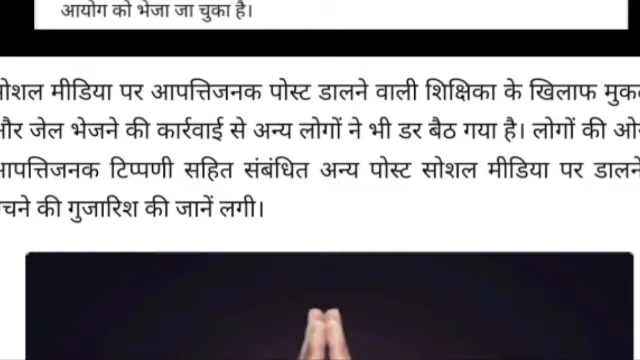 आयोग को भेजा जा चुका है।
सोशल मीडिया पर आपत्तिजनक पोस्ट डालने वाली शिक्षिका के खिलाफ
और जेल भेजने की कार्रवाई से अन्य लोगों ने भी डर बैठ गया है। लोगों की
आपत्तिजनक टिप्पणी सहित संबंधित अन्य पोस्ट सोशल मीडिया पर डालने
की गुजारिश की जानें लगी।